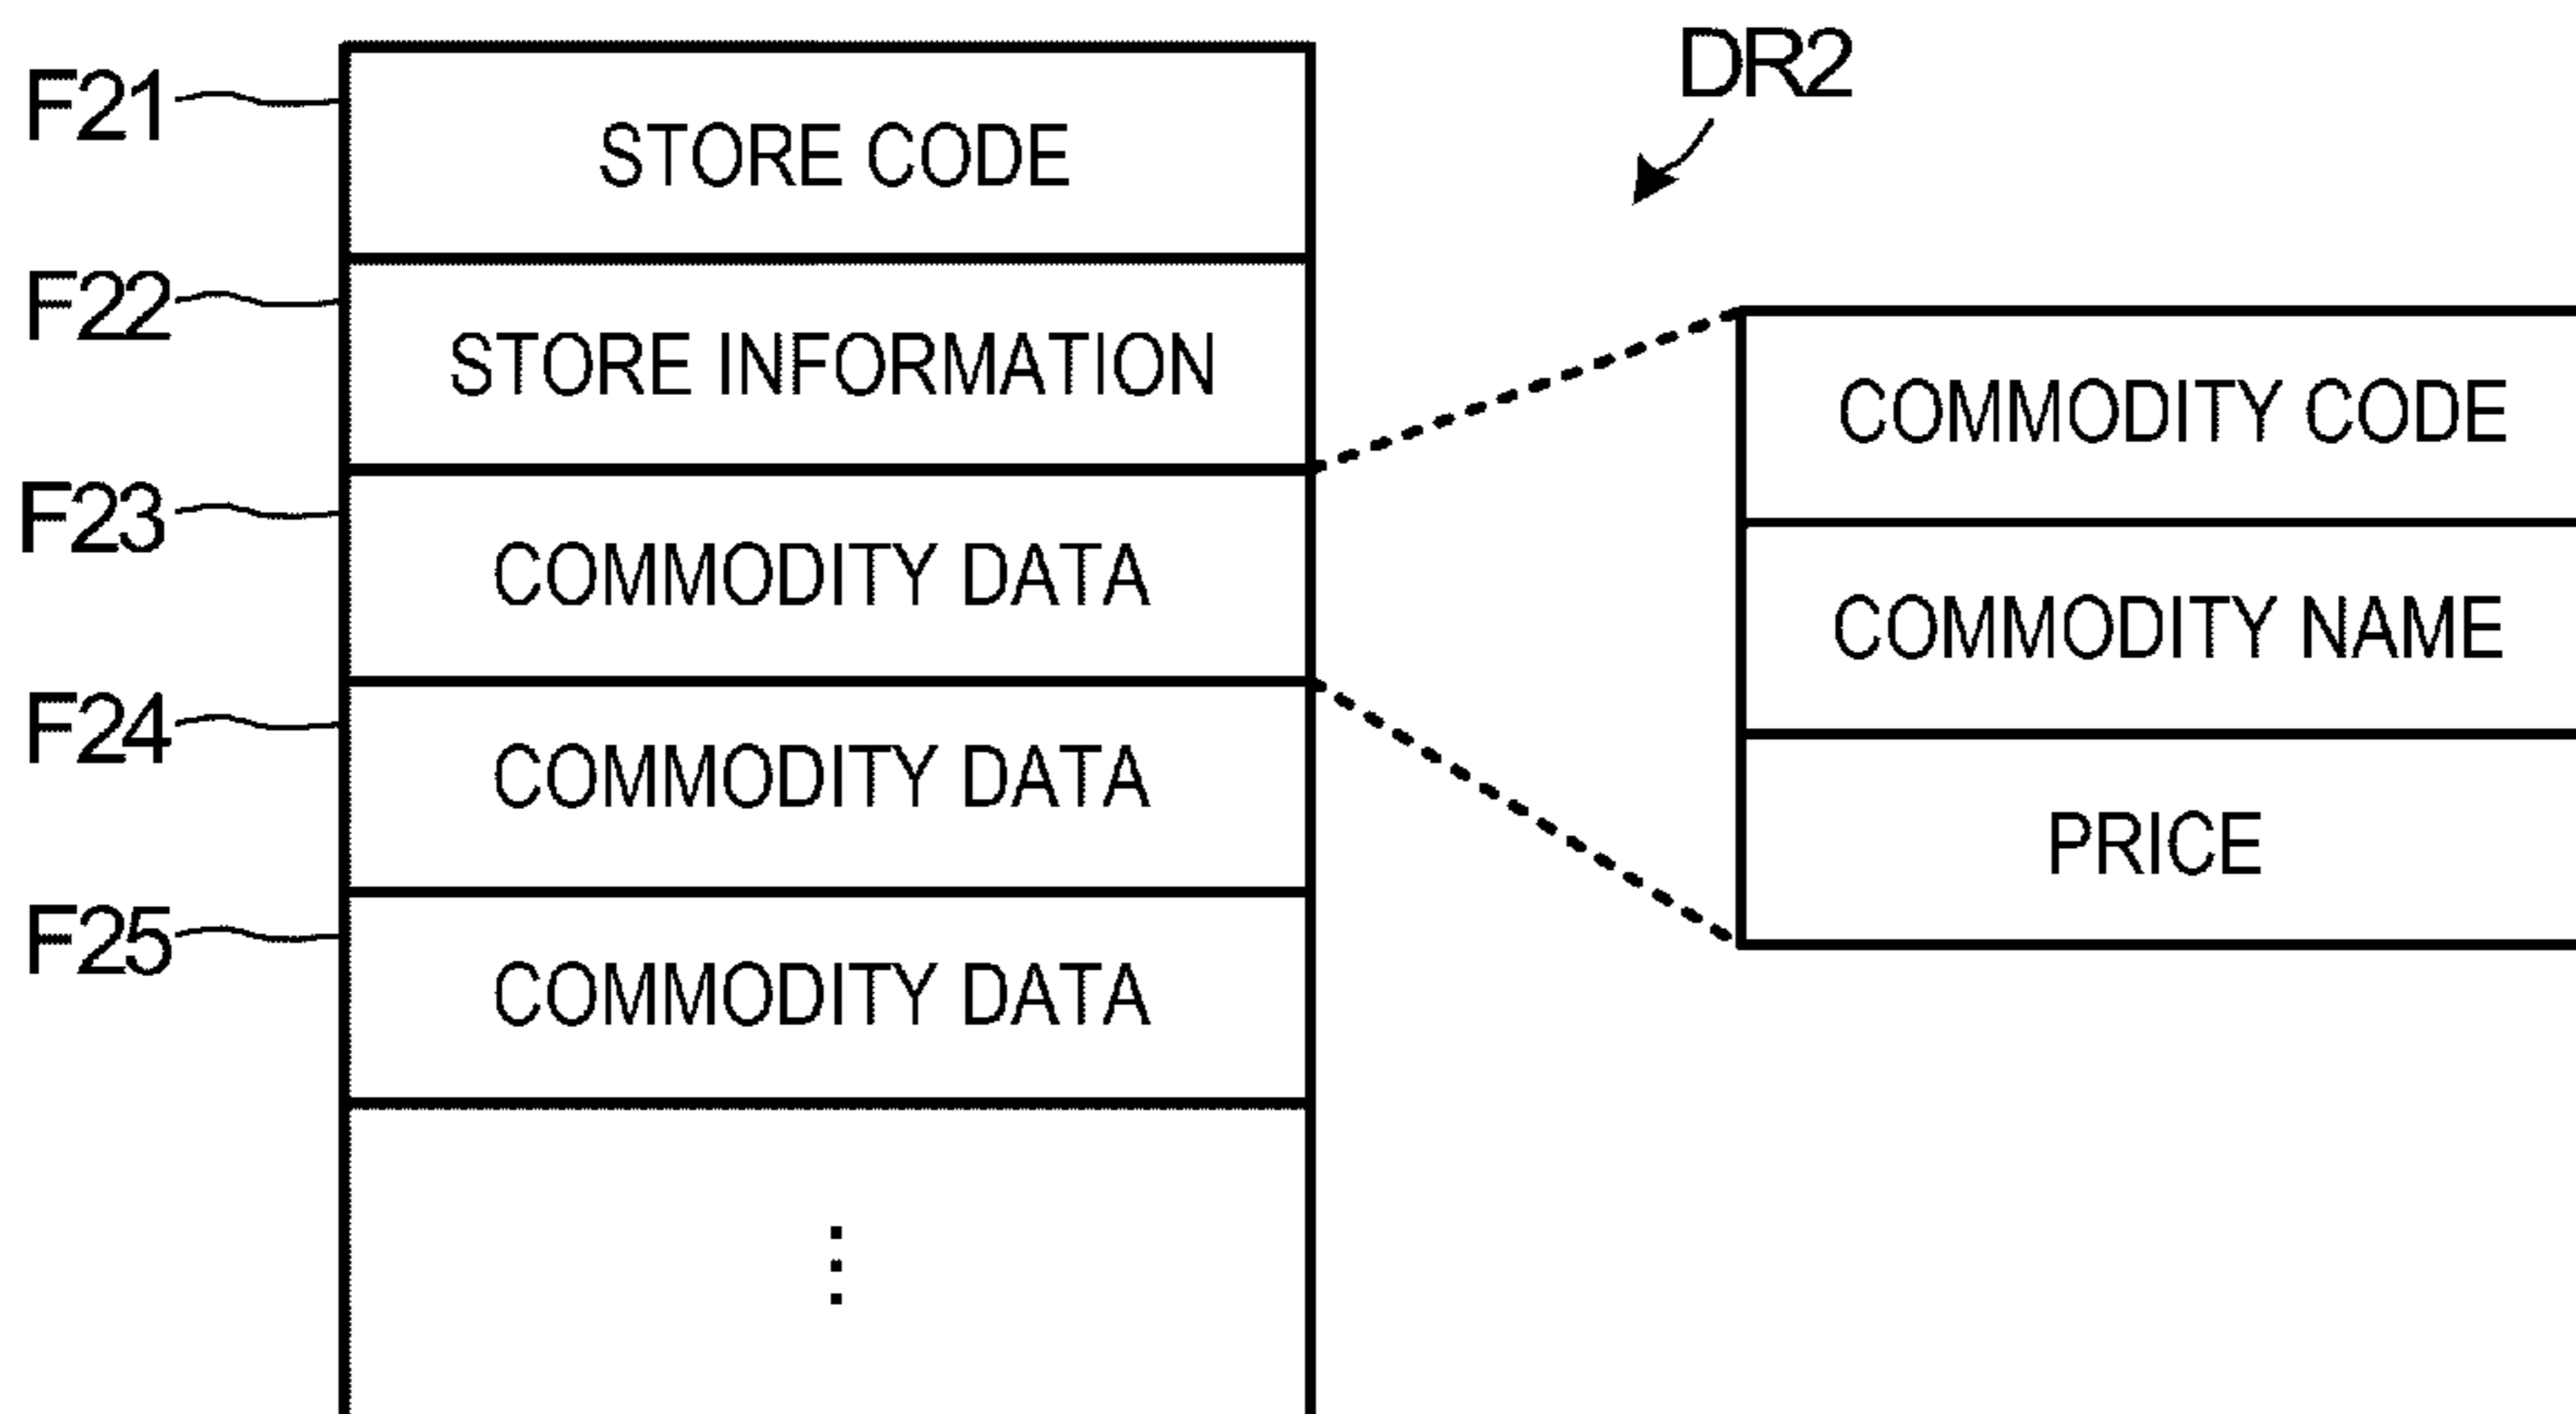 DR2
F21
STORE CODE
F22
STORE INFORMATION
F23
COMMODITY DATA
F24
COMMODITY DATA
F25
COMMODITY DATA
COMMODITY CODE
COMMODITY NAME
PRICE